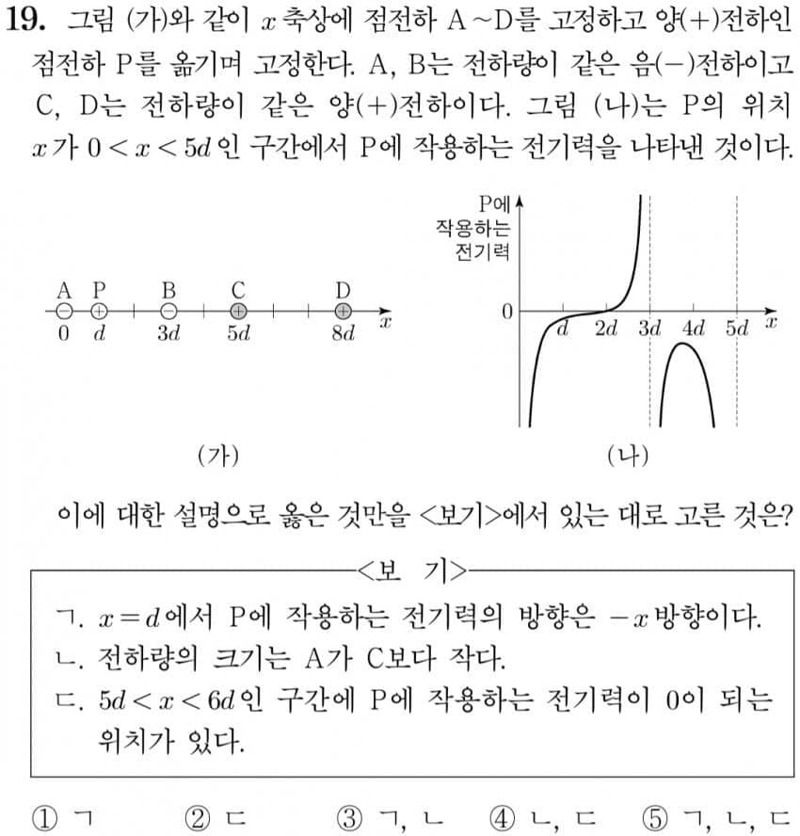 19. 그림 (가)와 같이 x축상에 점전하 A~D를 고정하고 양(+)전하인
점전하 P를 옮기며 고정한다. A, B는 전하량이 같은 음(-)전하이고
C, D는 전하량이 같은 양(+)전하이다. 그림 (나)는 P의 위치
x가 0<x<5d인 구간에서 P에 작용하는 전기력을 나타낸 것이다.
A P B C D
0 d 3d 5d 8d x
(가)
P에
작용하는
전기력
0 d 2d 3d 4d 5d x
(나)
이에 대한 설명으로 옳은 것만을 <보기>에서 있는 대로 고른 것은?
<보 기>
ㄱ. x=d에서 P에 작용하는 전기력의 방향은 -x방향이다.
ㄴ. 전하량의 크기는 A가 C보다 작다.
ㄷ. 5d<x<6d인 구간에 P에 작용하는 전기력이 0이 되는
위치가 있다.
① ㄱ ② ㄷ ③ ㄱ, ㄴ ④ ㄴ, ㄷ ⑤ ㄱ, ㄴ, ㄷ